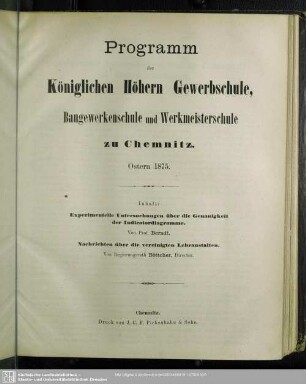 Programm
der
Königlichen Höhern Gewerbschule,
Baugewerkenschule und Werkmeisterschule
zu Chemnitz.
Ostern 1875.
Inhalt:
Experimentelle Untersuchungen über die Genauigkeit
der Indicatordiagramme.
Von Prof. Berndt.
Nachrichten über die vereinigten Lehranstalten.
Von Regierungsrath Böttcher, Director.
Chemnitz.
Druck von J. C. F. Pickenhahn & Sohn.
SLUB